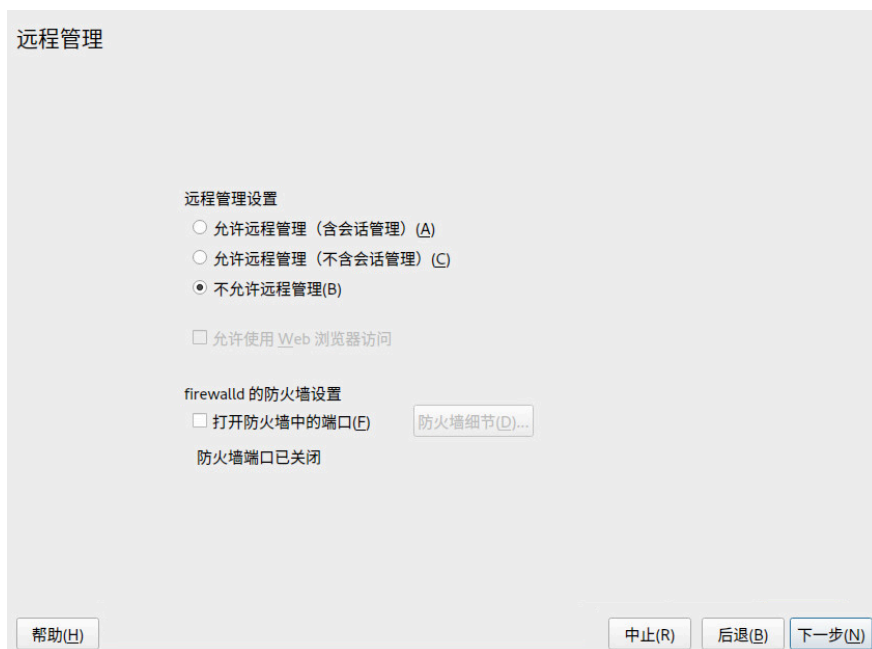 远程管理
远程管理设置
允许远程管理（含会话管理）(A)
允许远程管理（不含会话管理）(C)
不允许远程管理(B)
允许使用 Web 浏览器访问
firewalld 的防火墙设置
打开防火墙中的端口(F) 防火墙细节(D)...
防火墙端口已关闭
帮助(H) 中止(R) 后退(B) 下一步(N)